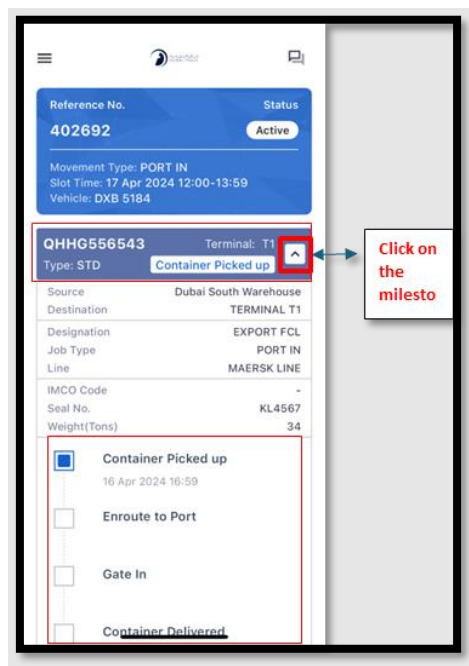 Reference No. Status
402692 Active
Movement Type: PORT IN
Slot Time: 17 Apr 2024 12:00-13:59
Vehicle: DXB 5184
QHHG556543 Terminal: T1
Type: STD Container Picked up
Click on
the
milesto
Source Dubai South Warehouse
Destination TERMINAL T1
Designation EXPORT FCL
Job Type PORT IN
Line MAERSK LINE
IMCO Code -
Seal No. KL4567
Weight(Tons) 34
Container Picked up
16 Apr 2024 16:59
Enroute to Port
Gate In
Container Delivered